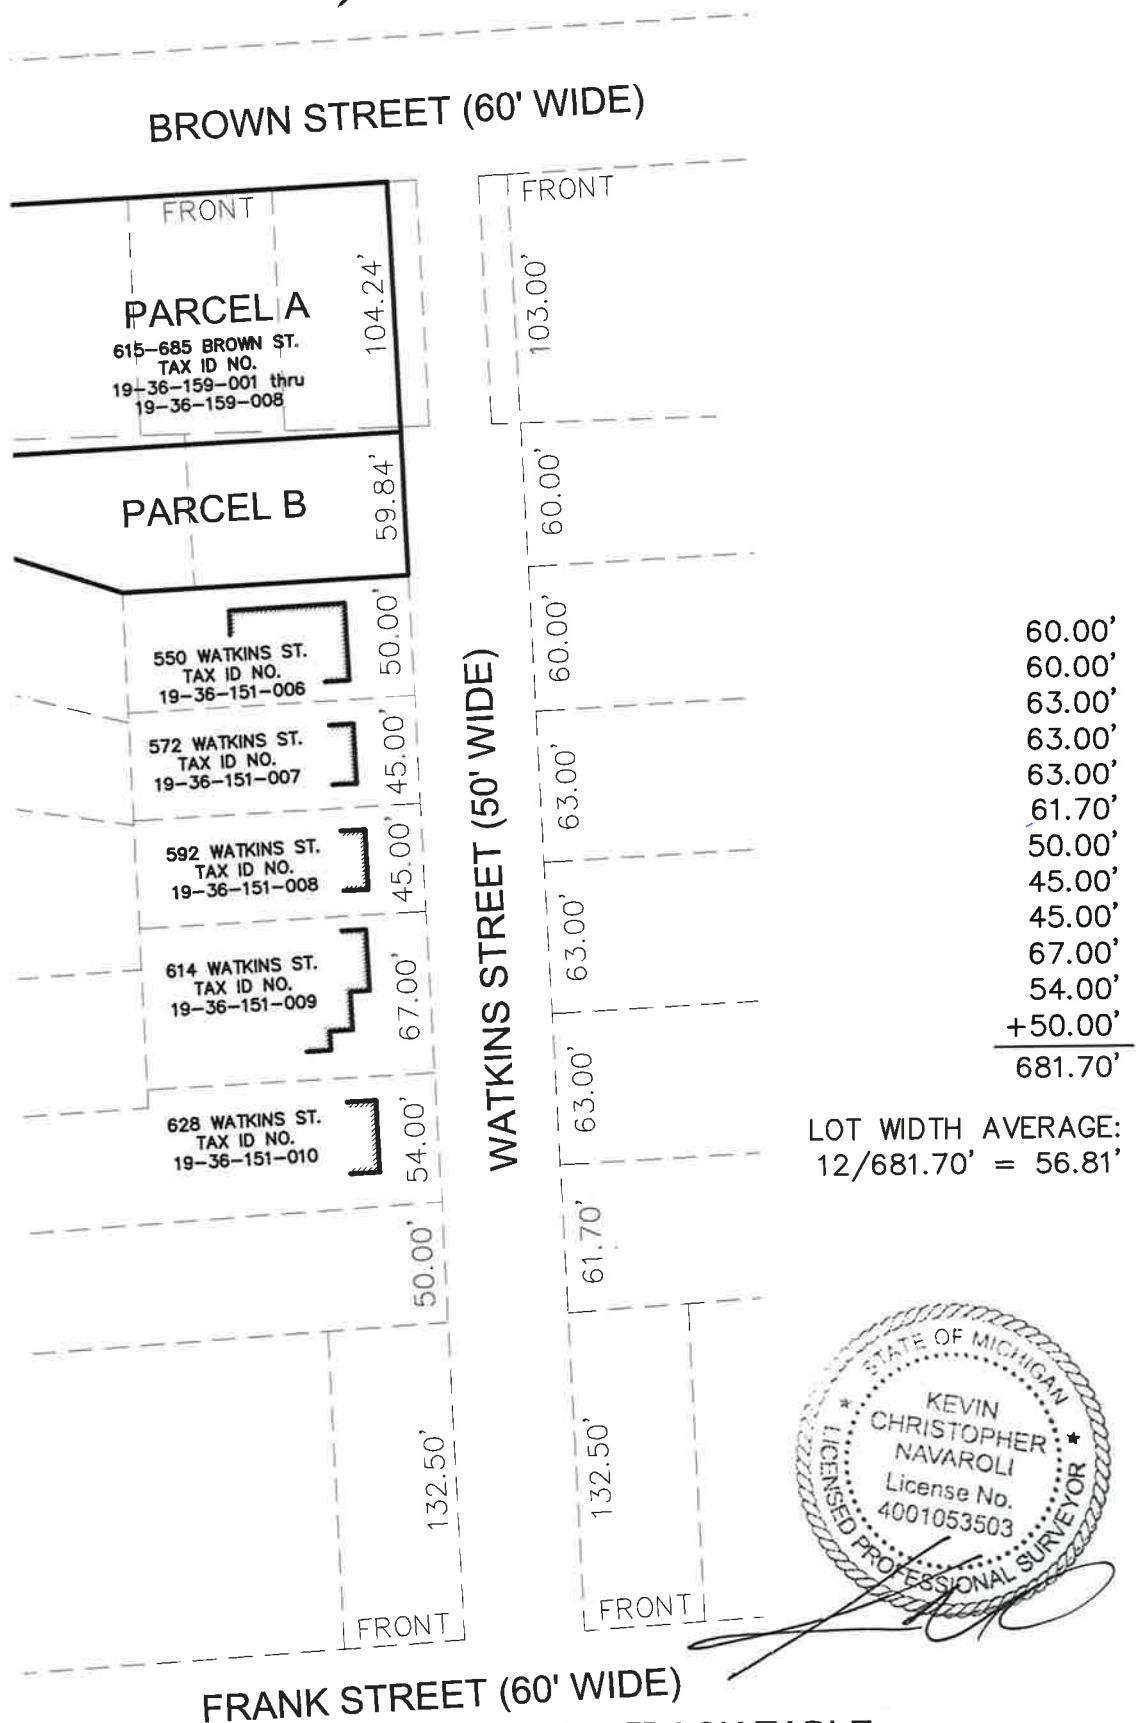 BROWN STREET (60' WIDE)
FRONT
FRONT
PARCEL A
615-685 BROWN ST.
TAX ID NO.
19-36-159-001 thru
19-36-159-008
104.24'
103.00'
PARCEL B
59.84'
60.00'
550 WATKINS ST.
TAX ID NO.
19-36-151-006
50.00'
60.00'
572 WATKINS ST.
TAX ID NO.
19-36-151-007
45.00'
63.00'
592 WATKINS ST.
TAX ID NO.
19-36-151-008
45.00'
63.00'
614 WATKINS ST.
TAX ID NO.
19-36-151-009
67.00'
63.00'
628 WATKINS ST.
TAX ID NO.
19-36-151-010
54.00'
61.70'
50.00'
WATKINS STREET (50' WIDE)
132.50'
132.50'
FRONT
FRONT
FRANK STREET (60' WIDE)
60.00'
60.00'
63.00'
63.00'
63.00'
61.70'
50.00'
45.00'
45.00'
67.00'
54.00'
+50.00'
681.70'
LOT WIDTH AVERAGE:
12/681.70' = 56.81'
STATE OF MICHIGAN
KEVIN
CHRISTOPHER
NAVAROLI
License No.
4001053503
LICENSED PROFESSIONAL SURVEYOR